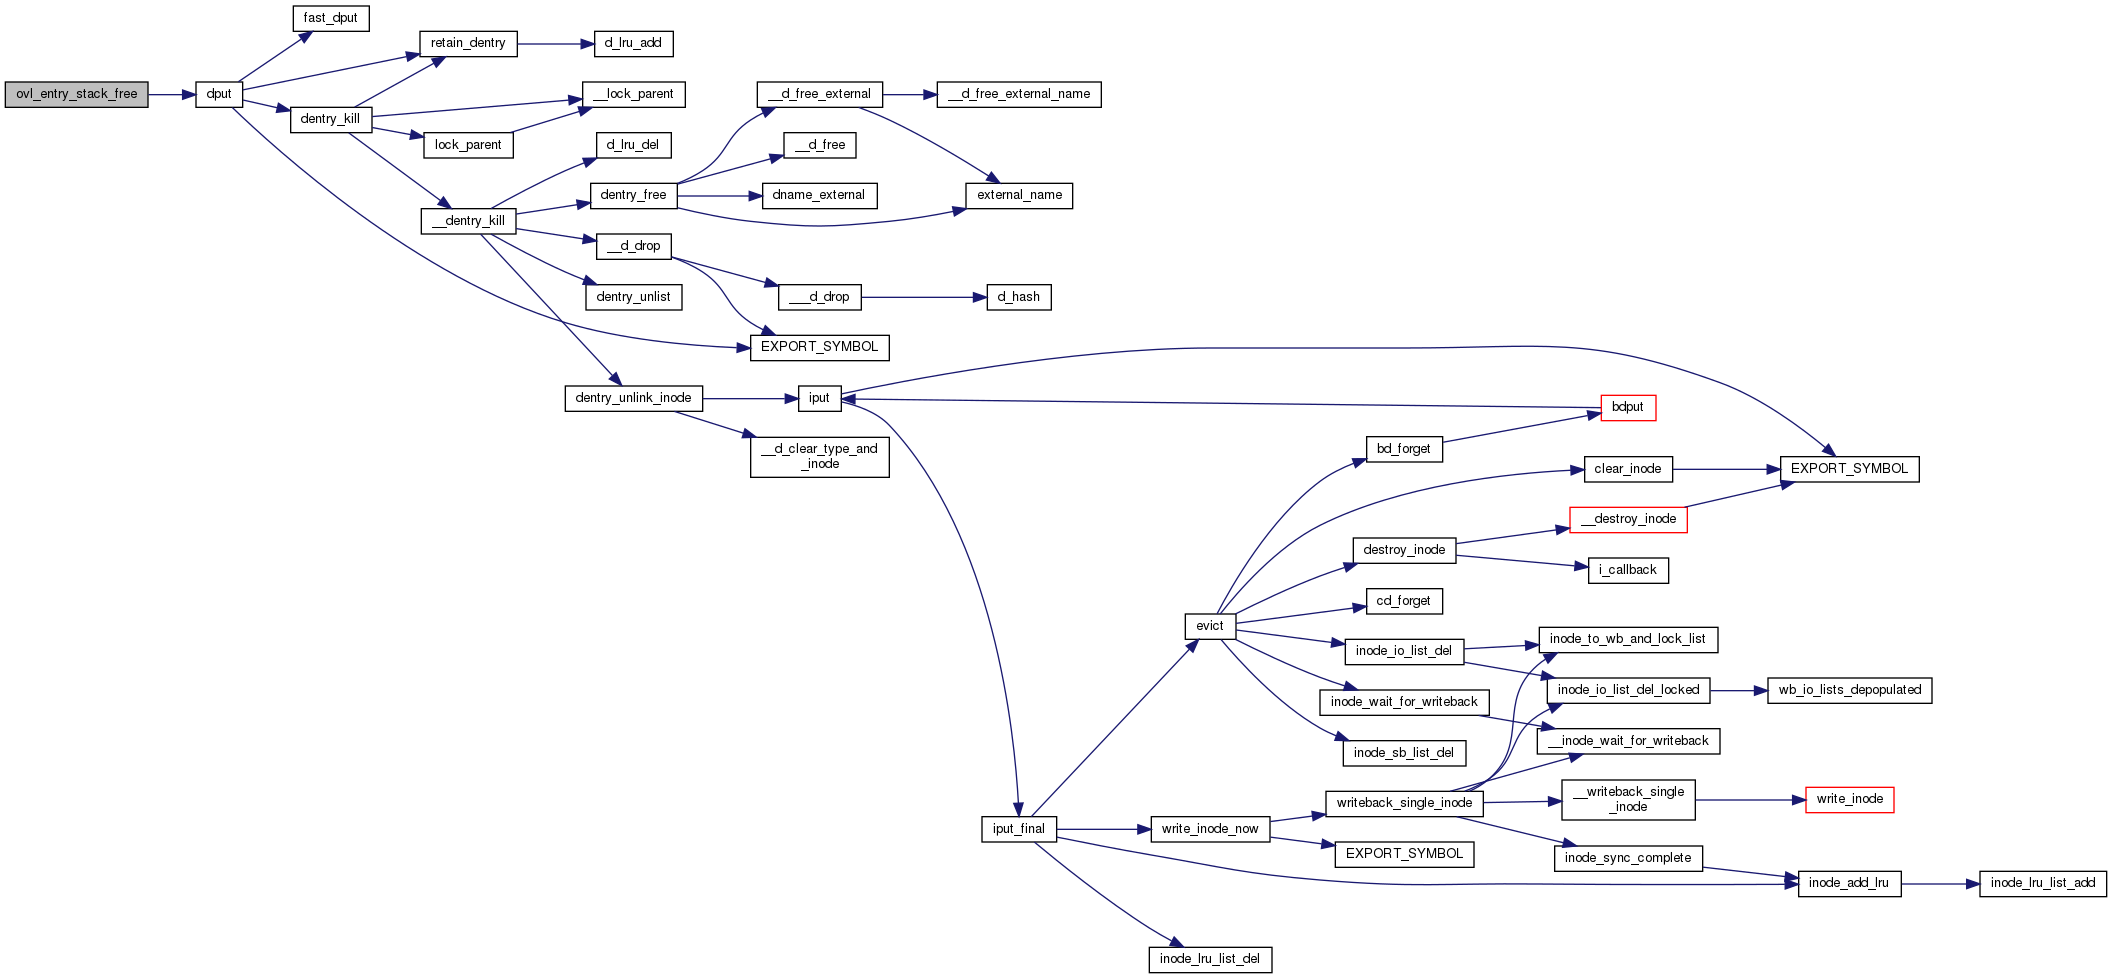 fast_dput
retain_dentry
d_lru_add
ovl_entry_stack_free
dput
__lock_parent
__d_free_external
__d_free_external_name
dentry_kill
lock_parent
d_lru_del
__d_free
dentry_free
dname_external
external_name
__dentry_kill
__d_drop
dentry_unlist
___d_drop
d_hash
EXPORT_SYMBOL
dentry_unlink_inode
iput
bdput
__d_clear_type_and
_inode
bd_forget
clear_inode
EXPORT_SYMBOL
__destroy_inode
destroy_inode
i_callback
cd_forget
evict
inode_to_wb_and_lock_list
inode_io_list_del
inode_io_list_del_locked
wb_io_lists_depopulated
inode_wait_for_writeback
__inode_wait_for_writeback
inode_sb_list_del
writeback_single_inode
__writeback_single
_inode
write_inode
iput_final
write_inode_now
EXPORT_SYMBOL
inode_sync_complete
inode_add_lru
inode_lru_list_add
inode_lru_list_del